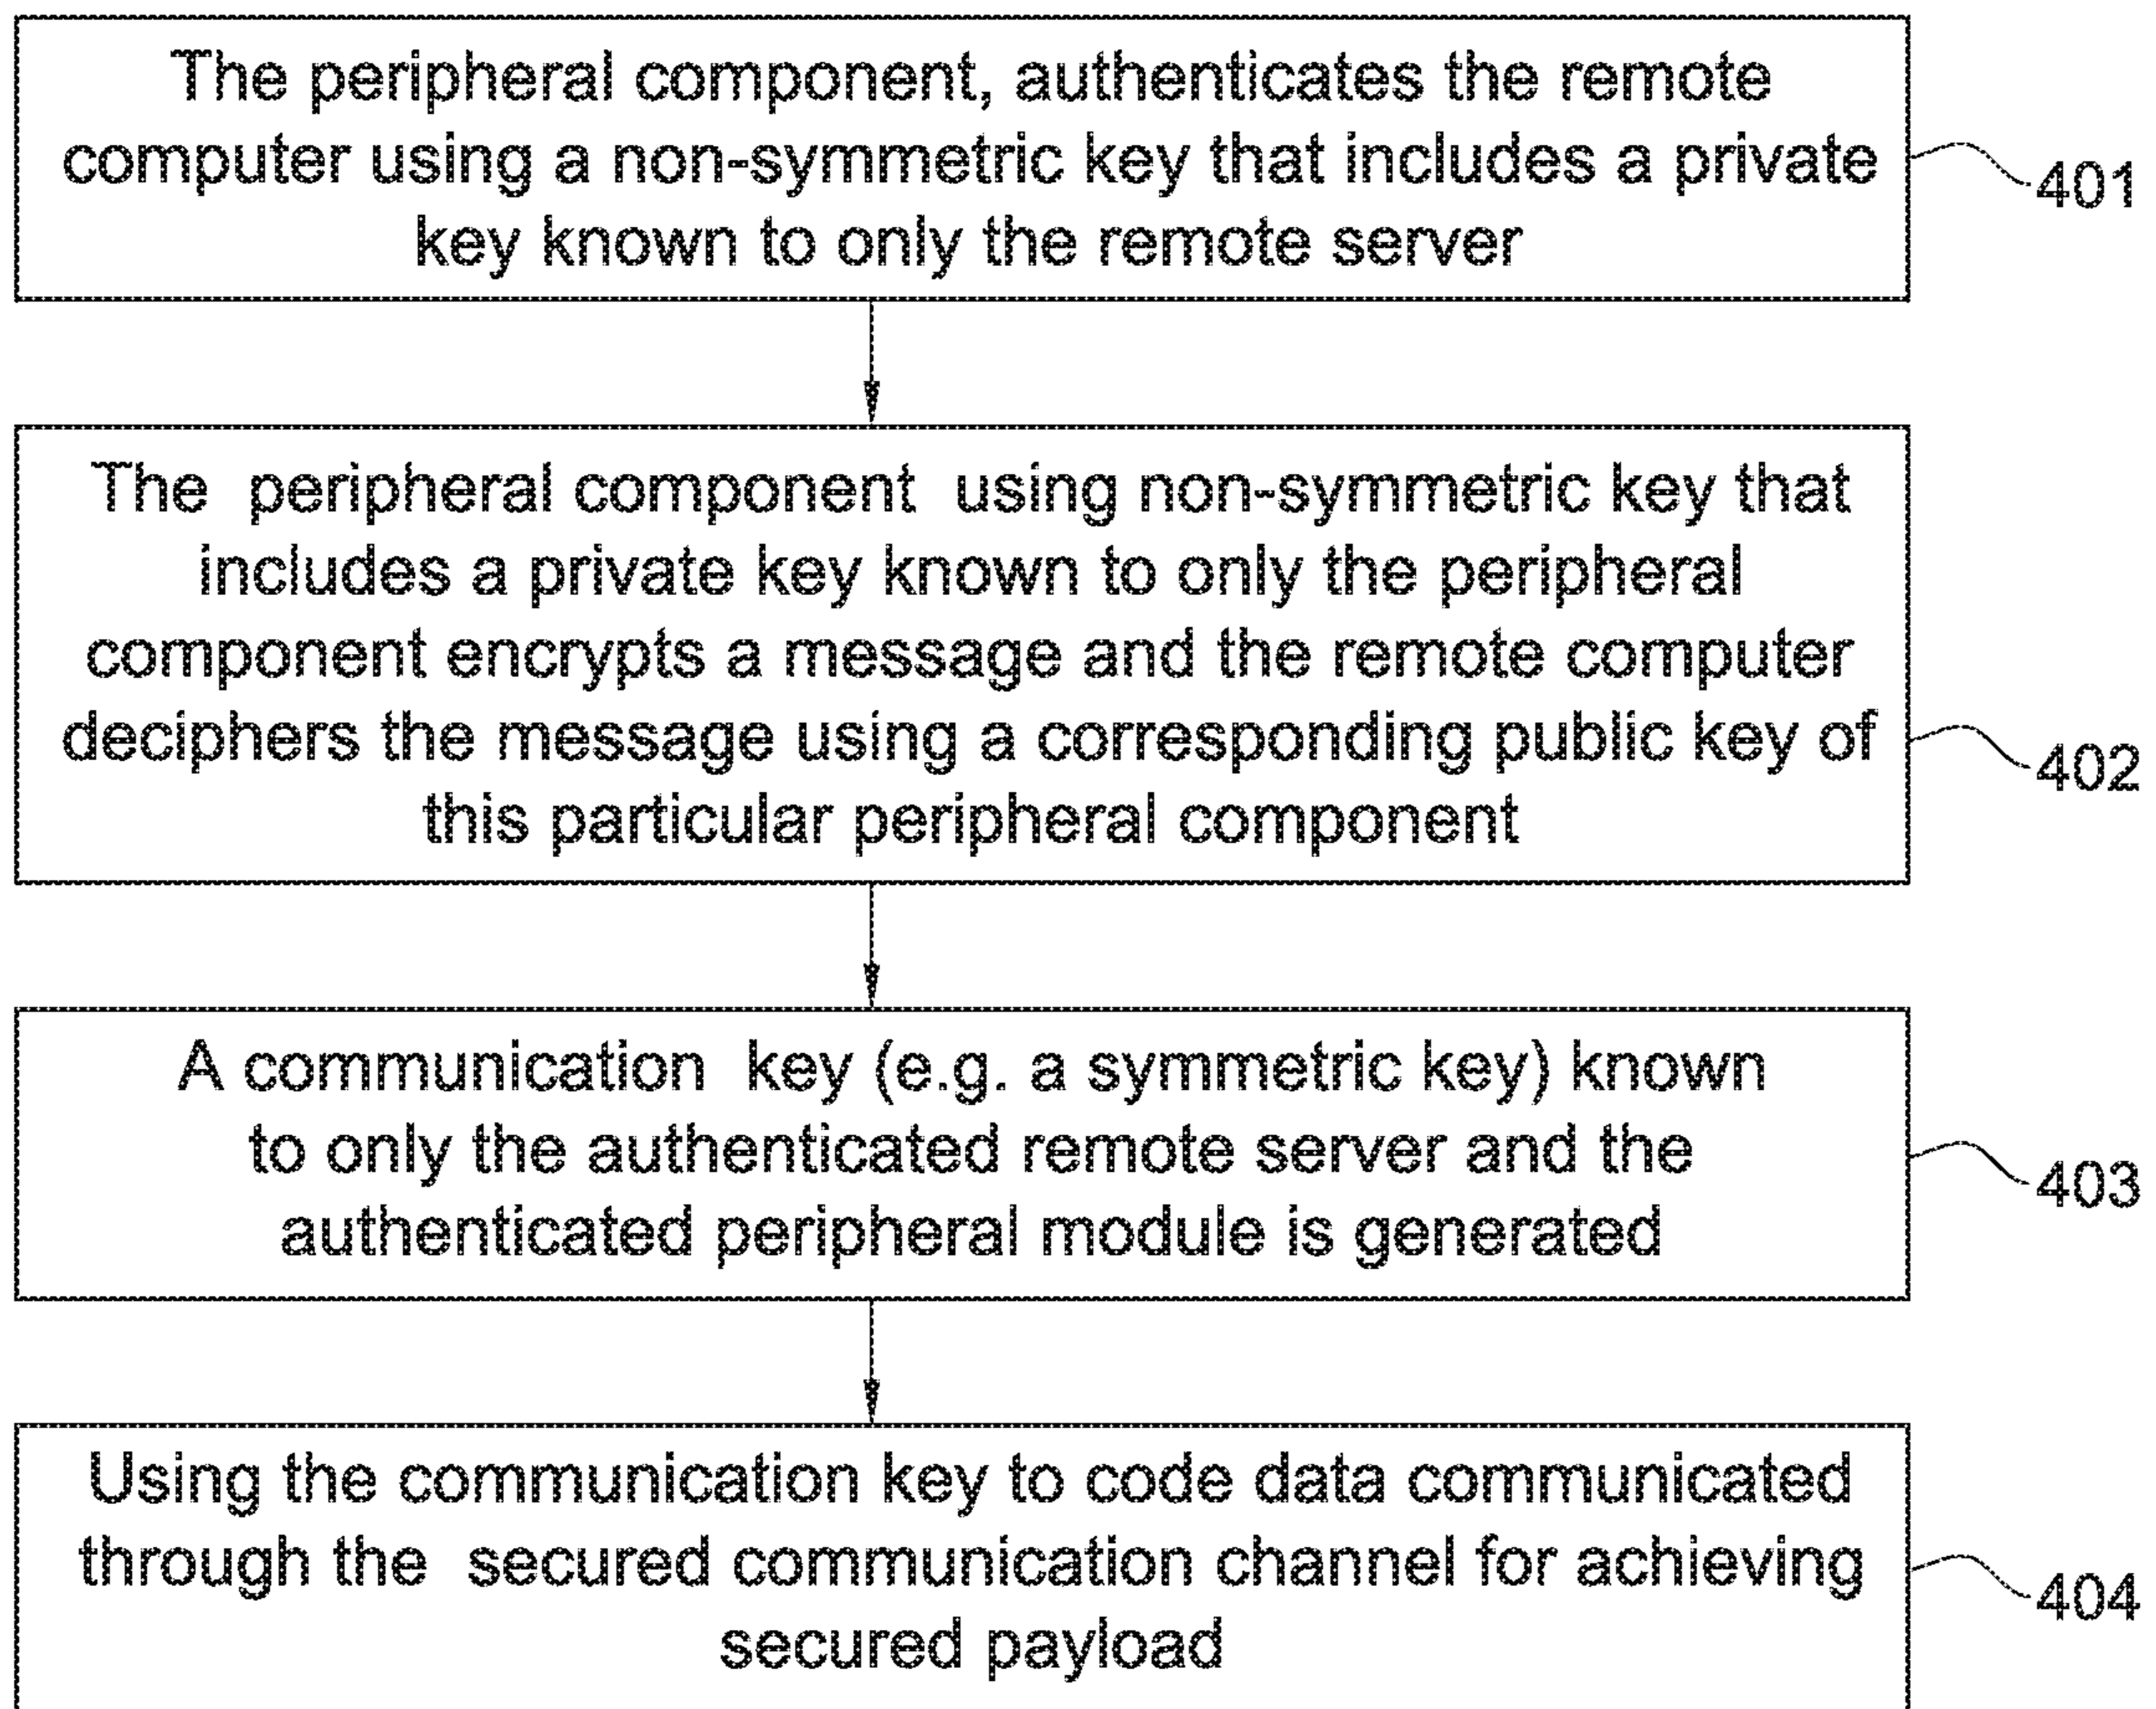 The peripheral component, authenticates the remote
computer using a non-symmetric key that includes a private
key known to only the remote server
401
The peripheral component using non-symmetric key that
includes a private key known to only the peripheral
component encrypts a message and the remote computer
deciphers the message using a corresponding public key of
this particular peripheral component
402
A communication key (e.g. a symmetric key) known
to only the authenticated remote server and the
authenticated peripheral module is generated
403
Using the communication key to code data communicated
through the secured communication channel for achieving
secured payload
404